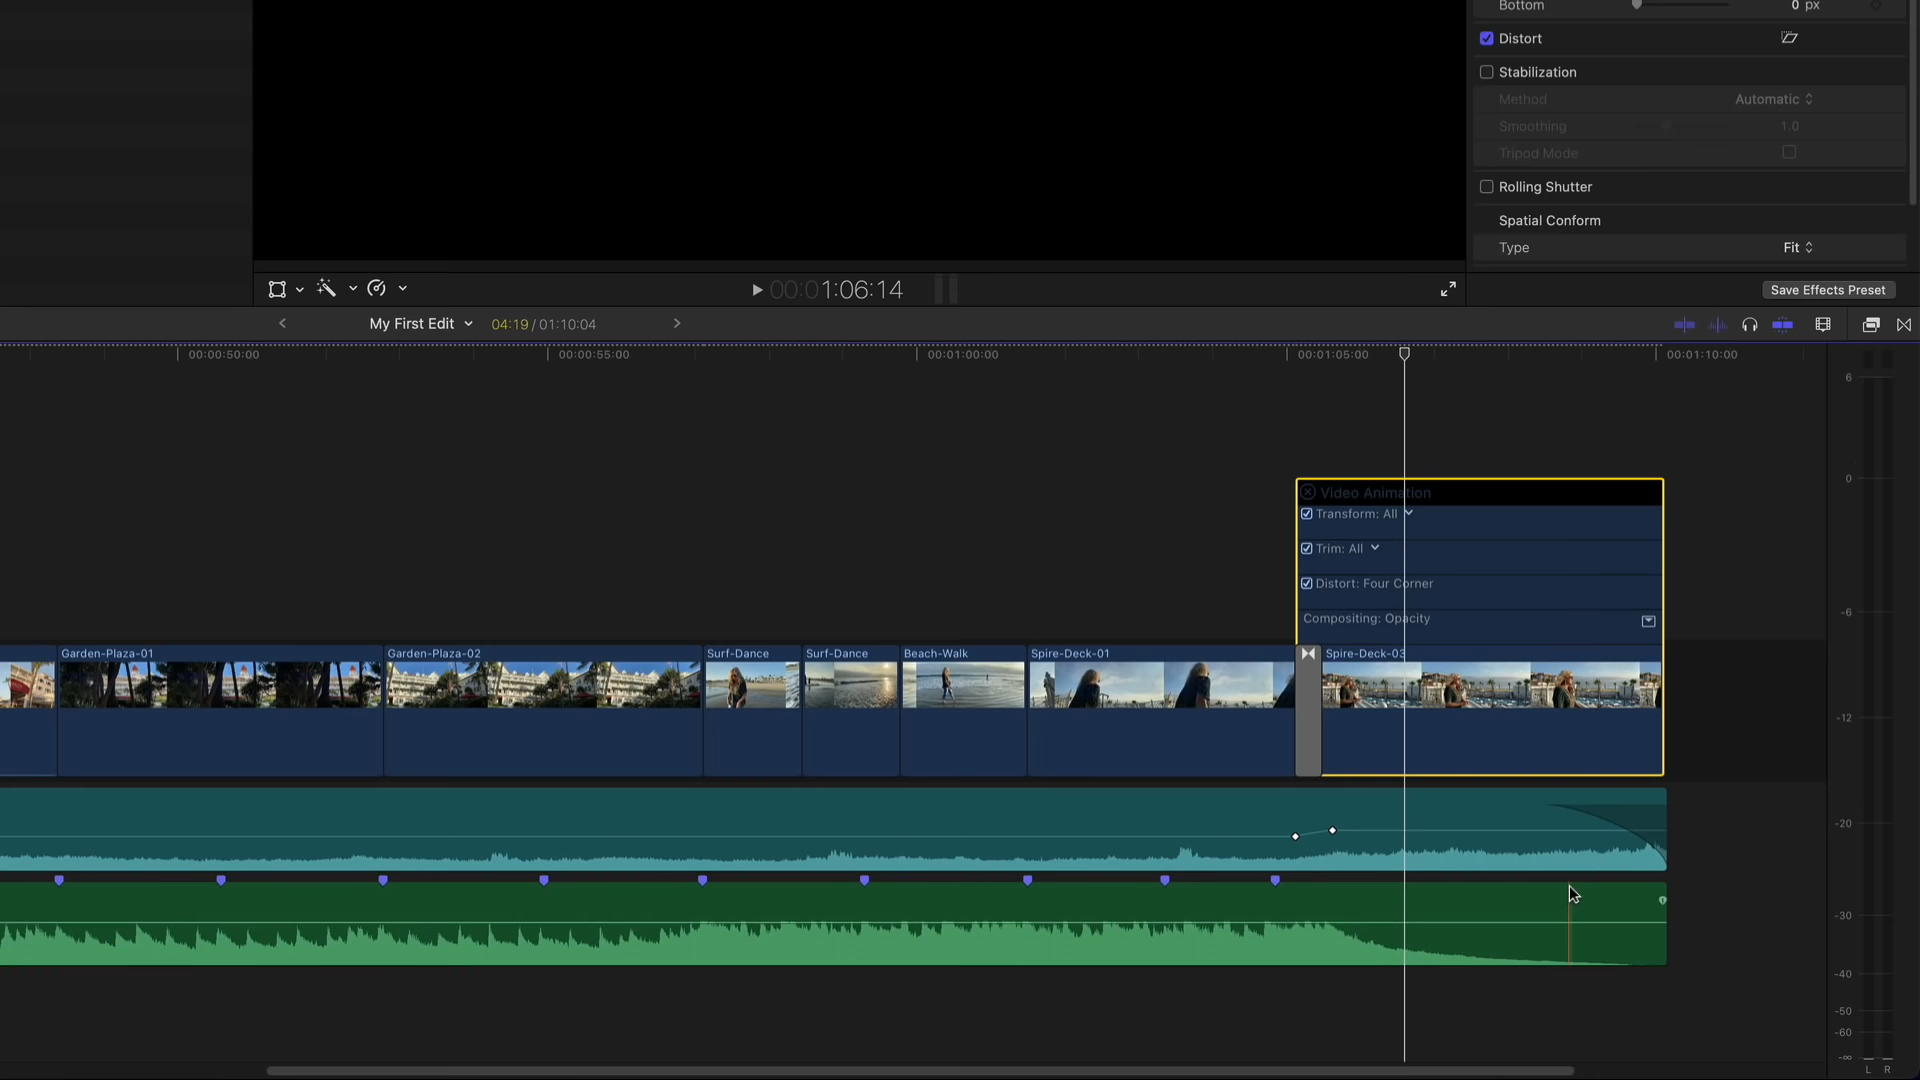 Bottom 0 px
Distort
Stabilization
Method Automatic
Smoothing 1.0
Tripod Mode
Rolling Shutter
Spatial Conform
Type Fit
00:01:06:14
Save Effects Preset
My First Edit 04:19 / 01:10:04
00:00:50:00 00:00:55:00 00:01:00:00 00:01:05:00 00:01:10:00
6
0
Video Animation
Transform: All
Trim: All
Distort: Four Corner
Compositing: Opacity
-6
Garden-Plaza-01 Garden-Plaza-02 Surf-Dance Surf-Dance Beach-Walk Spire-Deck-01 Spire-Deck-03
-12
-20
-30
-40
-50
-60
-∞
L R